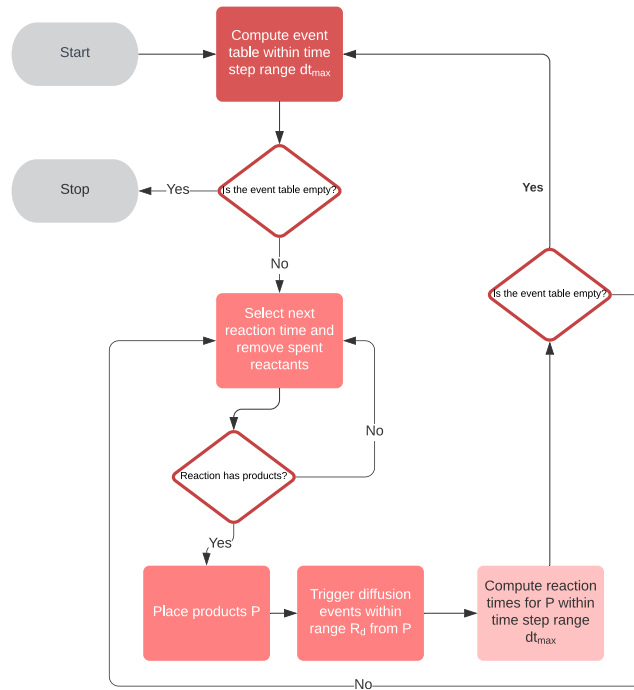 Start
Compute event
table within time
step range dtmax
Stop
Yes
Is the event table empty?
Yes
No
Is the event table empty?
Select next
reaction time and
remove spent
reactants
No
Reaction has products?
Yes
Place products P
Trigger diffusion
events within
range Rd from P
Compute reaction
times for P within
time step range
dtmax
No